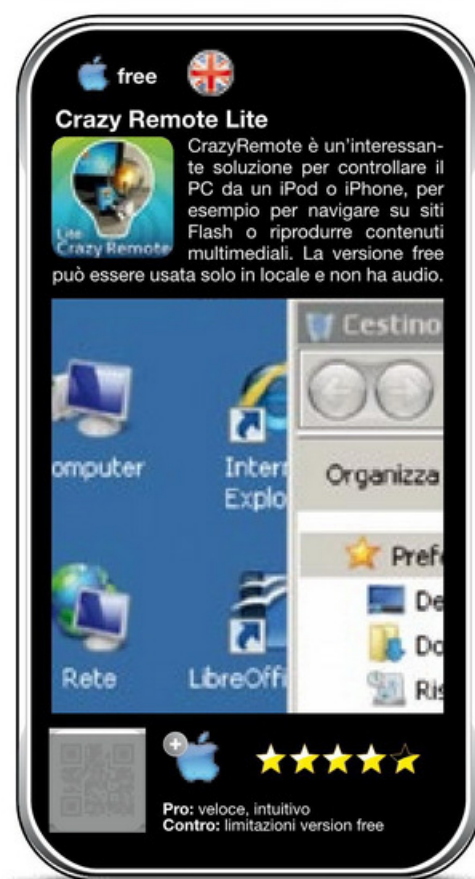 free
Crazy Remote Lite
CrazyRemote è un'interessan-
te soluzione per controllare il
PC da un iPod o iPhone, per
esempio per navigare su siti
Flash o riprodurre contenuti
multimediali. La versione free
può essere usata solo in locale e non ha audio.
Lite
Crazy Remote
Cestino
omputer
Intern
Explo
Organizza
Prefe
De
Do
Ris
Rete
LibreOffi
Pro: veloce, intuitivo
Contro: limitazioni version free